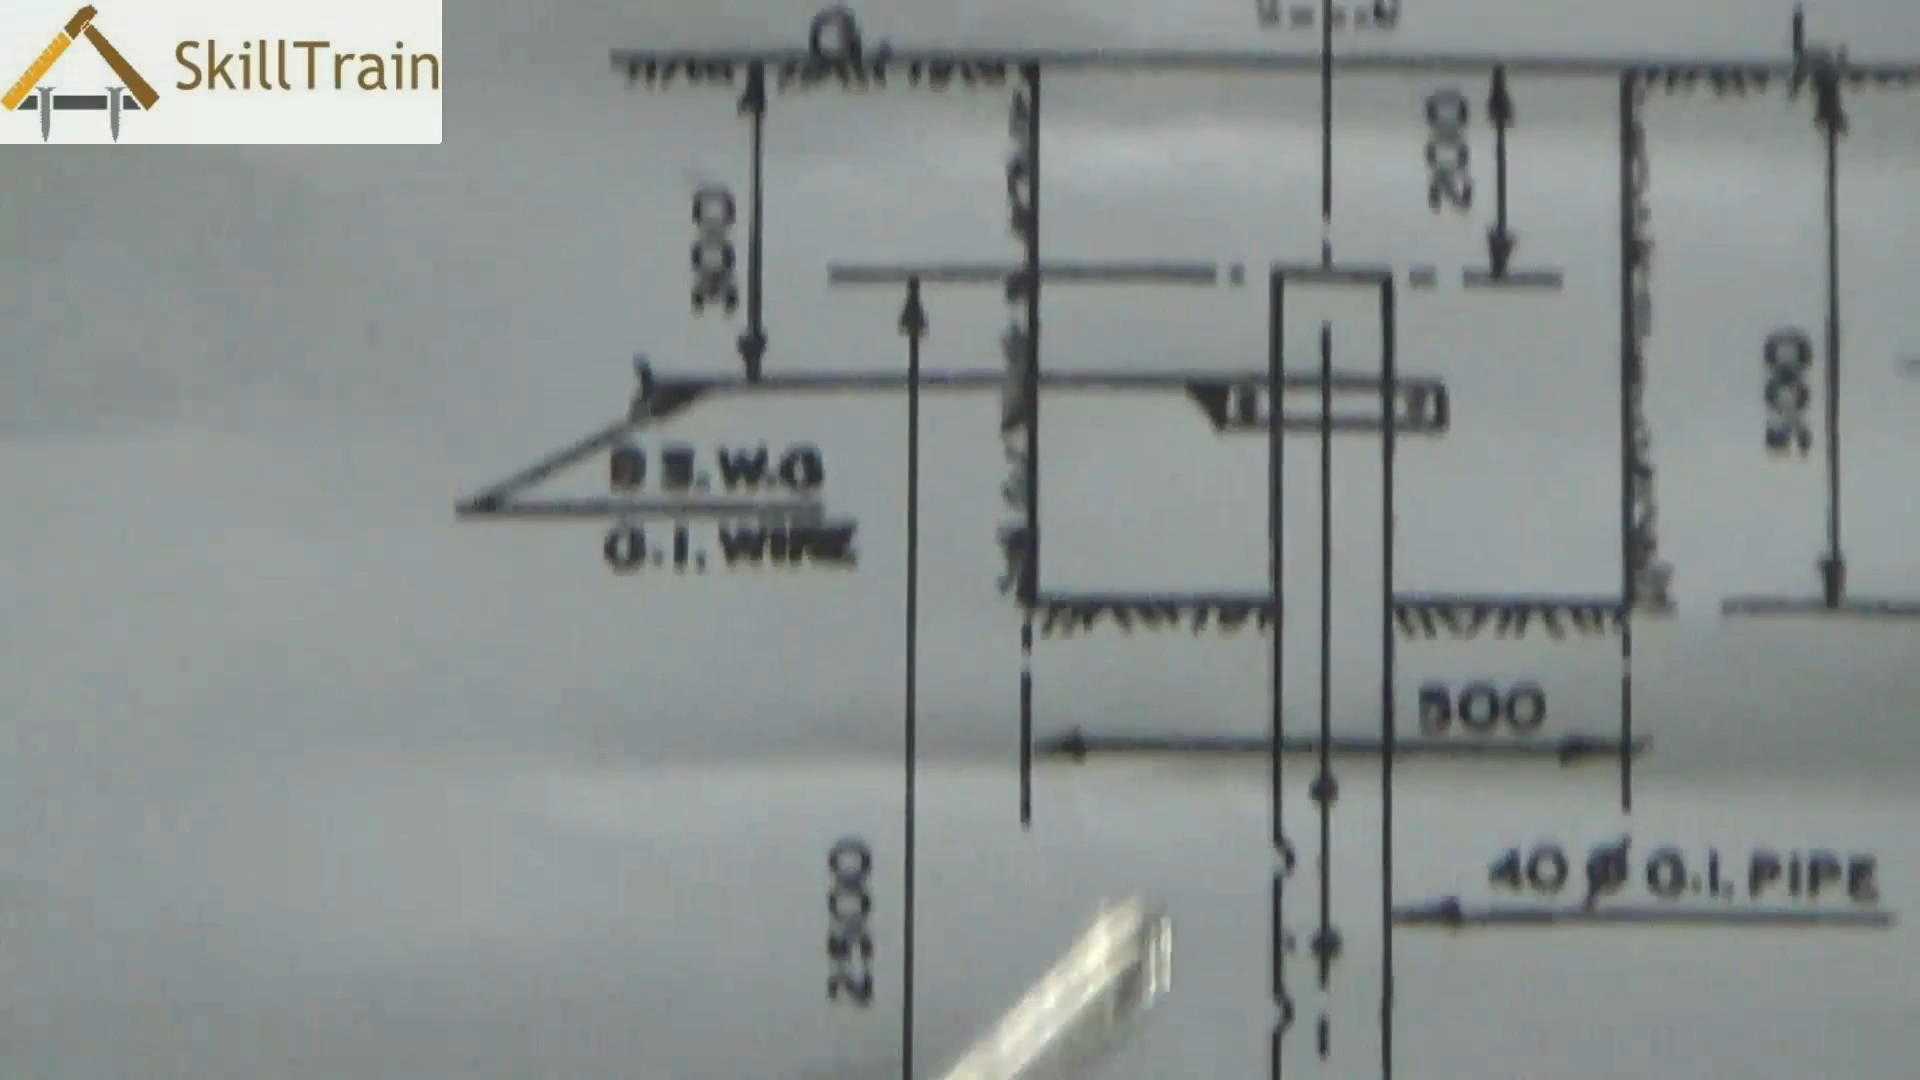 SkillTrain
G.L
200
300
500
8 S.W.G
G.I. WIRE
500
2500
40 Ø G.I. PIPE